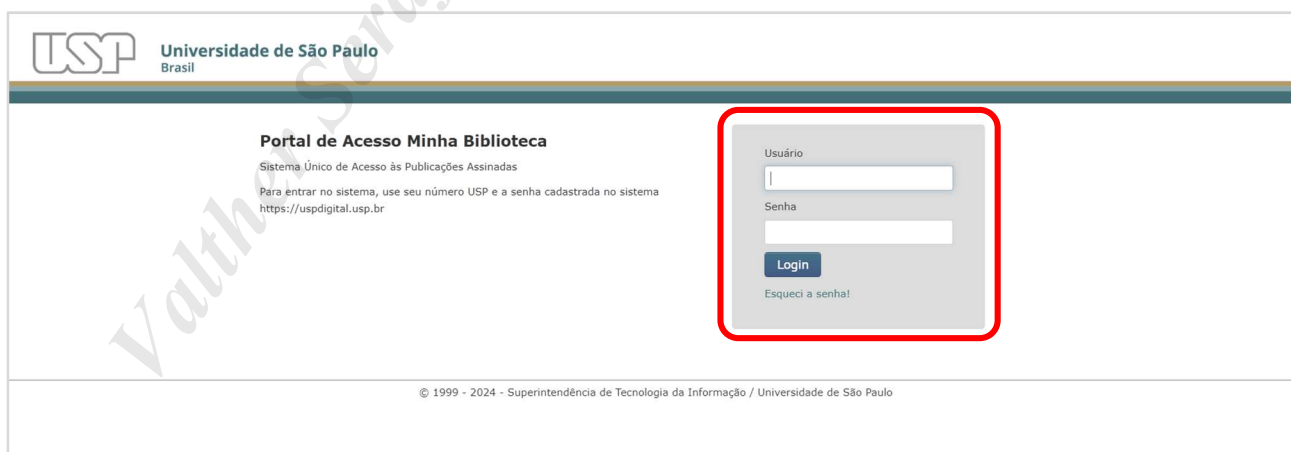 USP
Universidade de São Paulo
Brasil
Portal de Acesso Minha Biblioteca
Sistema Único de Acesso às Publicações Assinadas
Para entrar no sistema, use seu número USP e a senha cadastrada no sistema
https://uspdigital.usp.br
Usuário
Senha
Login
Esqueci a senha!
© 1999 - 2024 - Superintendência de Tecnologia da Informação / Universidade de São Paulo
Valther